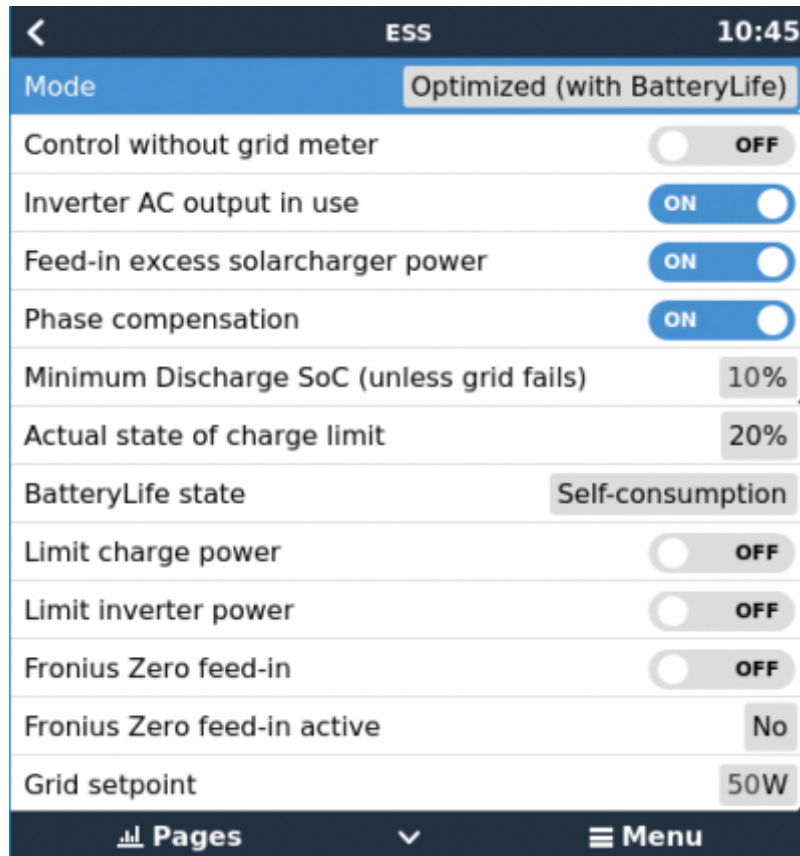 ESS 10:45
Mode Optimized (with BatteryLife)
Control without grid meter OFF
Inverter AC output in use ON
Feed-in excess solarcharger power ON
Phase compensation ON
Minimum Discharge SoC (unless grid fails) 10%
Actual state of charge limit 20%
BatteryLife state Self-consumption
Limit charge power OFF
Limit inverter power OFF
Fronius Zero feed-in OFF
Fronius Zero feed-in active No
Grid setpoint 50W
Pages Menu